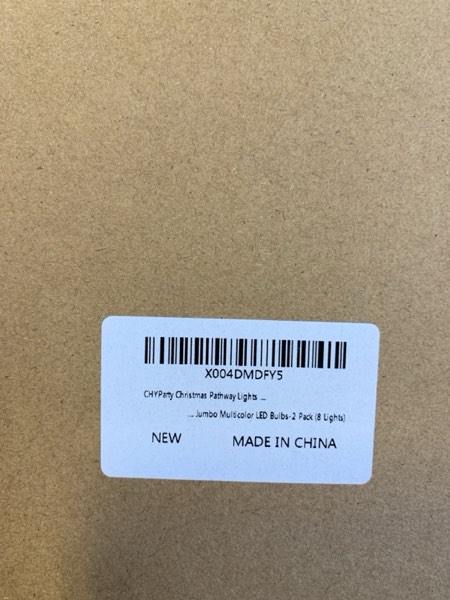 X004DMDFY5
CHYParty Christmas Pathway Lights ...
... Jumbo Multicolor LED Bulbs-2 Pack (8 Lights)
NEW MADE IN CHINA